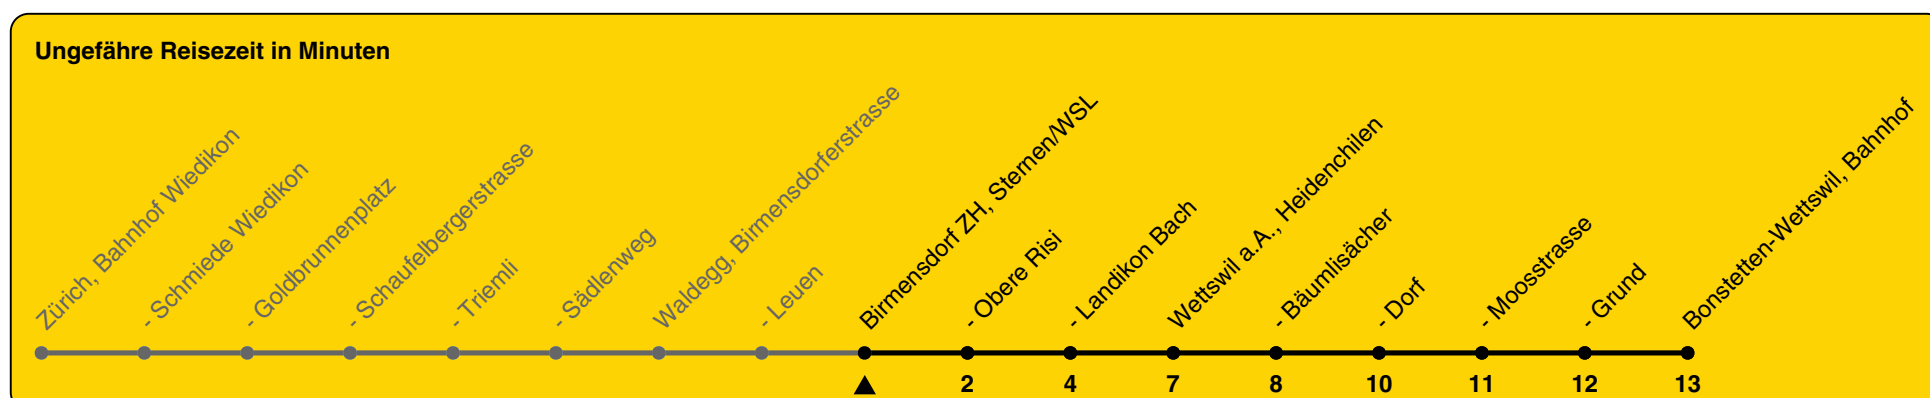 Ungefähre Reisezeit in Minuten
Zürich, Bahnhof Wiedikon
- Schmiede Wiedikon
- Goldbrunnenplatz
- Schaufelbergerstrasse
- Triemli
- Sädlenweg
Waldegg, Birmensdorferstrasse
- Leuen
Birmensdorf ZH, Sternen/WSL
- Obere Risi
- Landikon Bach
Wettswil a.A., Heidenchilen
- Bäumlisächer
- Dorf
- Moosstrasse
- Grund
Bonstetten-Wettswil, Bahnhof
2 4 7 8 10 11 12 13